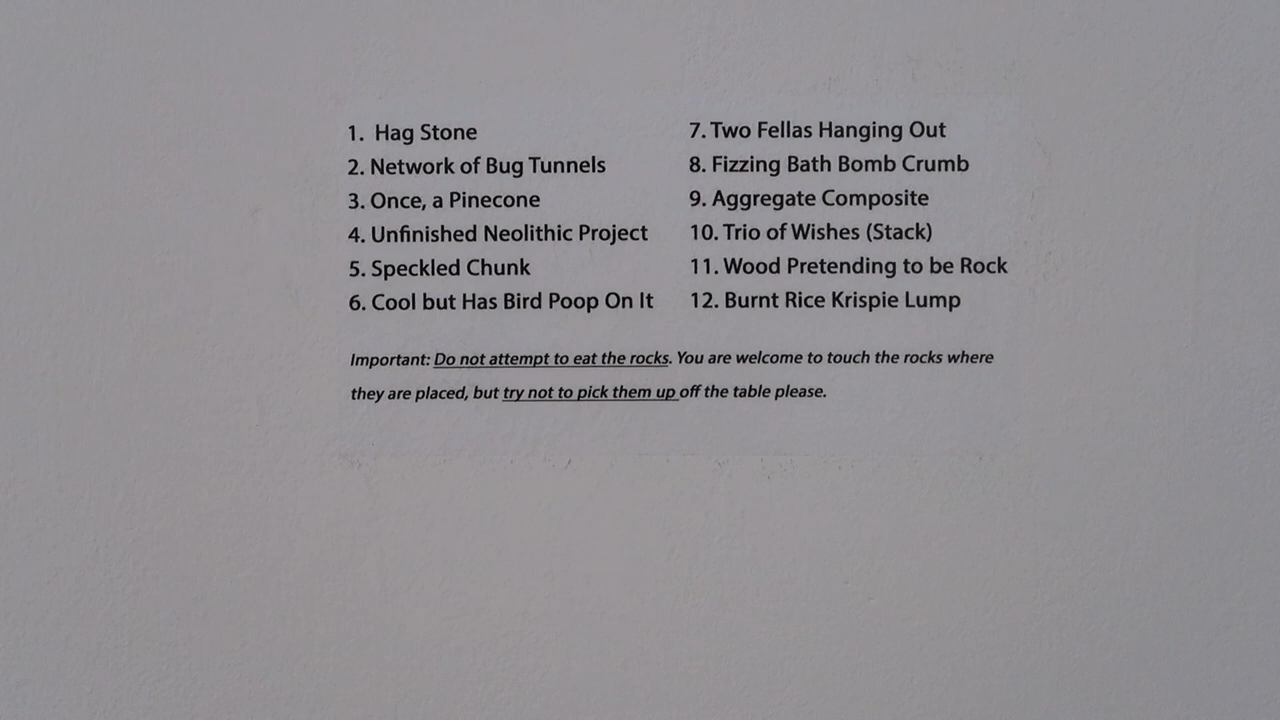 1. Hag Stone
2. Network of Bug Tunnels
3. Once, a Pinecone
4. Unfinished Neolithic Project
5. Speckled Chunk
6. Cool but Has Bird Poop On It
7. Two Fellas Hanging Out
8. Fizzing Bath Bomb Crumb
9. Aggregate Composite
10. Trio of Wishes (Stack)
11. Wood Pretending to be Rock
12. Burnt Rice Krispie Lump
Important: Do not attempt to eat the rocks. You are welcome to touch the rocks where
they are placed, but try not to pick them up off the table please.